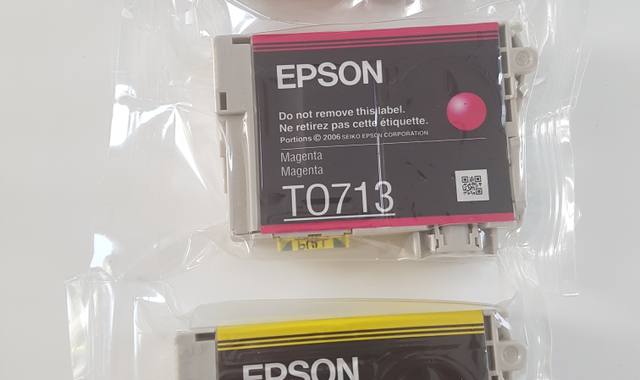 EPSON
Do not remove this label.
Ne retirez pas cette étiquette.
Portions © 2006 SEIKO EPSON CORPORATION
Magenta
Magenta
T0713
EPSON